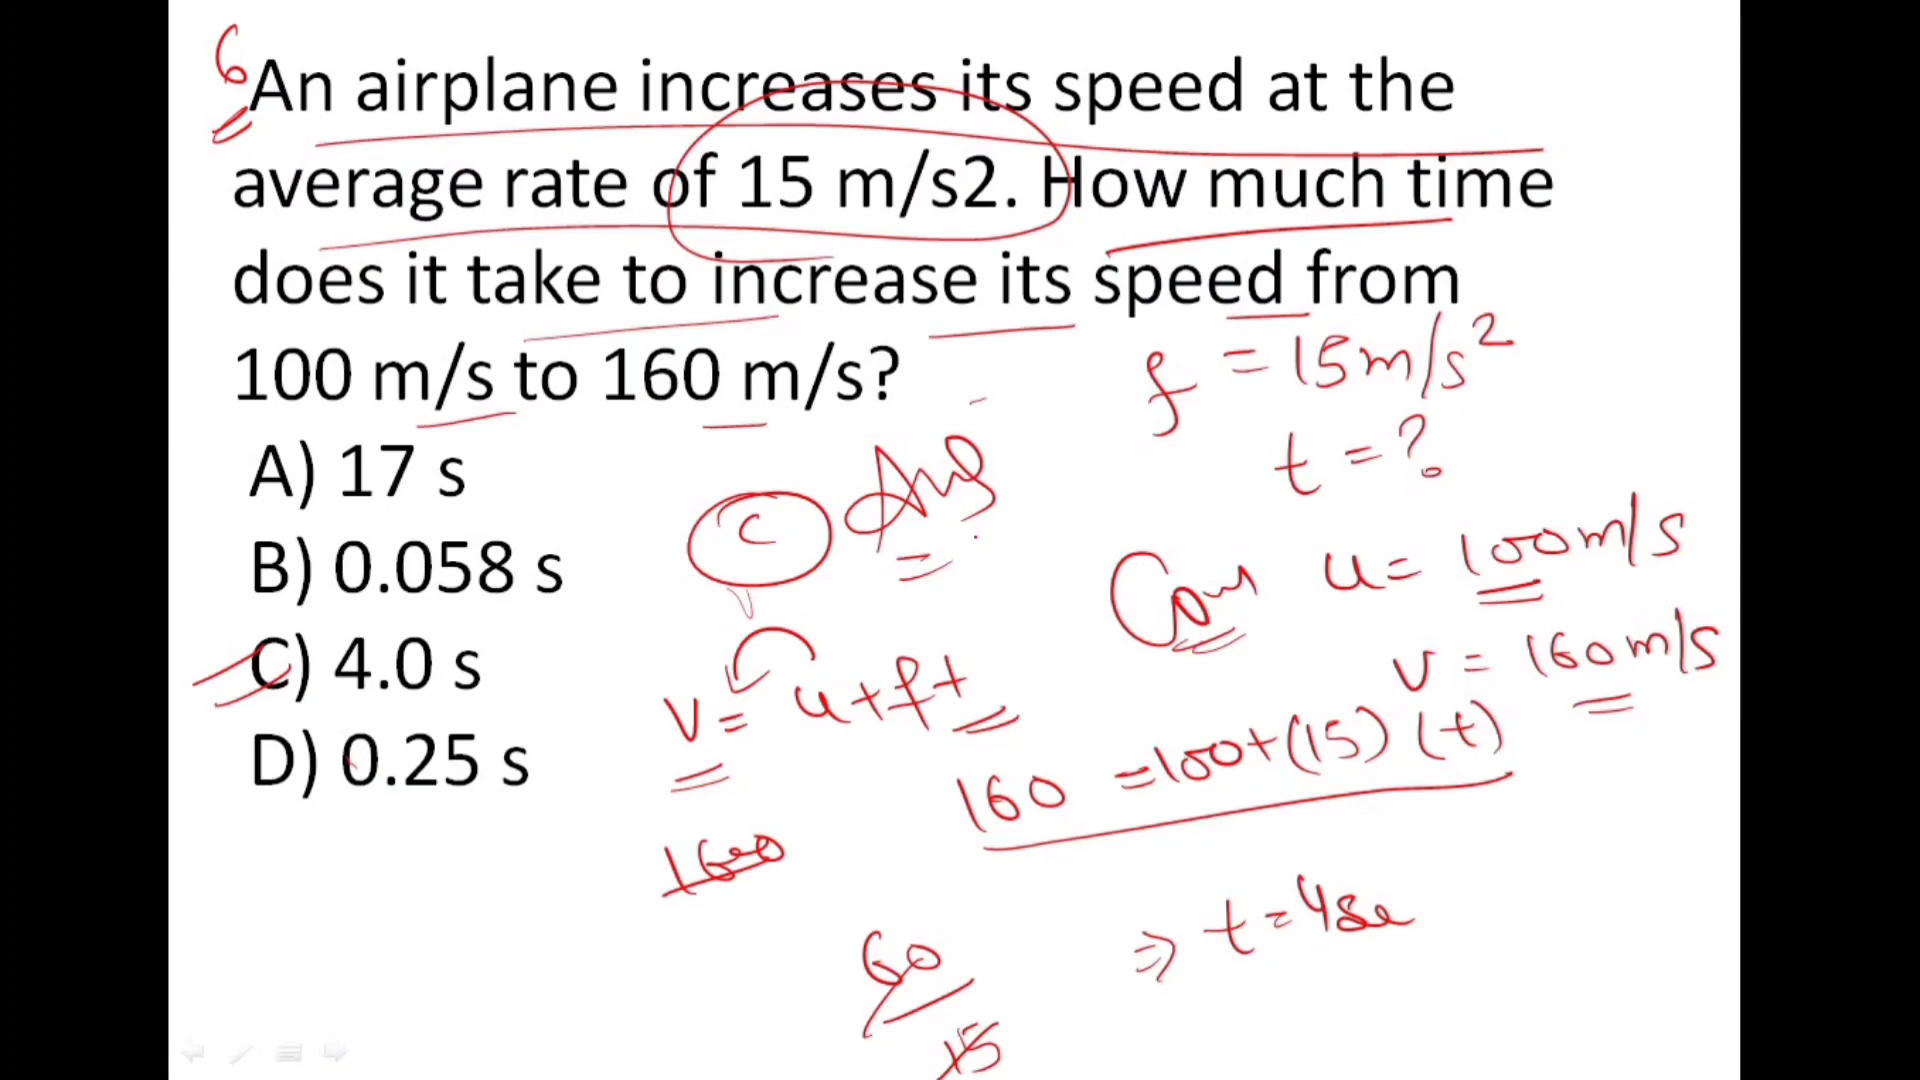 6
An airplane increases its speed at the
average rate of 15 m/s2. How much time
does it take to increase its speed from
100 m/s to 160 m/s?
f = 15m/s²
t = ?
A) 17 s
C Ans
B) 0.058 s
u= 100m/s
C) 4.0 s
v = 160m/s
v = u+ft
160 =100+(15) (t)
D) 0.25 s
160
60
15
⇒ t=4se